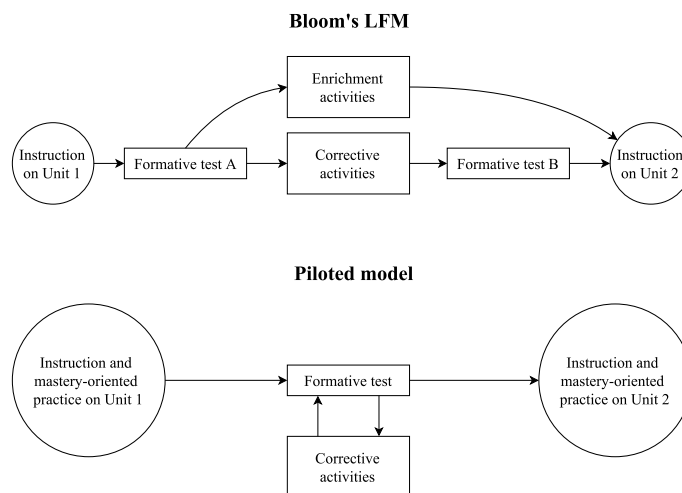 Bloom's LFM
Enrichment
activities
Instruction
on Unit 1
Formative test A
Corrective
activities
Formative test B
Instruction
on Unit 2
Piloted model
Instruction and
mastery-oriented
practice on Unit 1
Formative test
Instruction and
mastery-oriented
practice on Unit 2
Corrective
activities